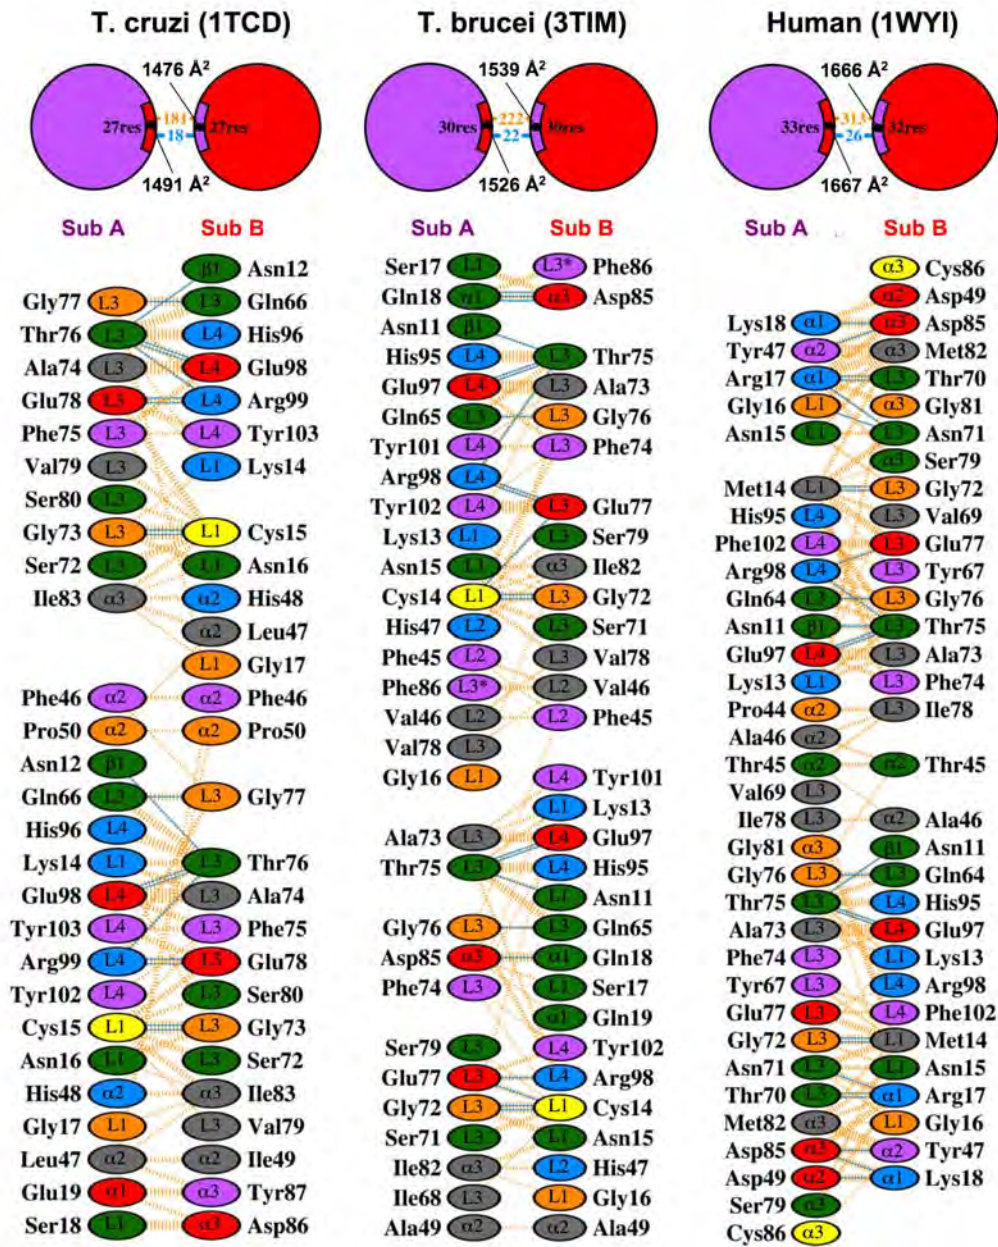 T. cruzi (1TCD)
1476 Å²
27res 181 27res
18
1491 Å²
Sub A Sub B
β1 Asn12
Gly77 L3 L3 Gln66
Thr76 L3 L4 His96
Ala74 L3 L4 Glu98
Glu78 L3 L4 Arg99
Phe75 L3 L4 Tyr103
Val79 L3 L1 Lys14
Ser80 L3
Gly73 L3 L1 Cys15
Ser72 L3 L1 Asn16
Ile83 α3 α2 His48
α2 Leu47
L1 Gly17
Phe46 α2 α2 Phe46
Pro50 α2 α2 Pro50
Asn12 β1
Gln66 L3 L3 Gly77
His96 L4
Lys14 L1 L3 Thr76
Glu98 L4 L3 Ala74
Tyr103 L4 L3 Phe75
Arg99 L4 L3 Glu78
Tyr102 L4 L3 Ser80
Cys15 L1 L3 Gly73
Asn16 L1 L3 Ser72
His48 α2 α3 Ile83
Gly17 L1 L3 Val79
Leu47 α2 α2 Ile49
Glu19 α1 α3 Tyr87
Ser18 L1 α3 Asp86
T. brucei (3TIM)
1539 Å²
30res 222 30res
22
1526 Å²
Sub A Sub B
Ser17 L1 L3* Phe86
Gln18 α1 α3 Asp85
Asn11 β1
His95 L4 L3 Thr75
Glu97 L4 L3 Ala73
Gln65 L3 L3 Gly76
Tyr101 L4 L3 Phe74
Arg98 L4
Tyr102 L4 L3 Glu77
Lys13 L1 L3 Ser79
Asn15 L1 α3 Ile82
Cys14 L1 L3 Gly72
His47 L2 L3 Ser71
Phe45 L2 L3 Val78
Phe86 L3* L2 Val46
Val46 L2 L2 Phe45
Val78 L3
Gly16 L1 L4 Tyr101
L1 Lys13
Ala73 L3 L4 Glu97
Thr75 L3 L4 His95
L1 Asn11
Gly76 L3 L3 Gln65
Asp85 α3 α1 Gln18
Phe74 L3 L1 Ser17
α1 Gln19
Ser79 L3 L4 Tyr102
Glu77 L3 L4 Arg98
Gly72 L3 L1 Cys14
Ser71 L3 L1 Asn15
Ile82 α3 L2 His47
Ile68 L3 L1 Gly16
Ala49 α2 α2 Ala49
Human (1WYI)
1666 Å²
33res 313 32res
26
1667 Å²
Sub A Sub B
α3 Cys86
α2 Asp49
Lys18 α1 α3 Asp85
Tyr47 α2 α3 Met82
Arg17 α1 L3 Thr70
Gly16 L1 α3 Gly81
Asn15 L1 L3 Asn71
α3 Ser79
Met14 L1 L3 Gly72
His95 L4 L3 Val69
Phe102 L4 L3 Glu77
Arg98 L4 L3 Tyr67
Gln64 L3 L3 Gly76
Asn11 β1 L3 Thr75
Glu97 L4 L3 Ala73
Lys13 L1 L3 Phe74
Pro44 α2 L3 Ile78
Ala46 α2
Thr45 α2 α2 Thr45
Val69 L3
Ile78 L3 α2 Ala46
Gly81 α3 β1 Asn11
Gly76 L3 L3 Gln64
Thr75 L3 L4 His95
Ala73 L3 L4 Glu97
Phe74 L3 L1 Lys13
Tyr67 L3 L4 Arg98
Glu77 L3 L4 Phe102
Gly72 L3 L1 Met14
Asn71 L3 L1 Asn15
Thr70 L3 α1 Arg17
Met82 α3 L1 Gly16
Asp85 α3 α2 Tyr47
Asp49 α2 α1 Lys18
Ser79 α3
Cys86 α3